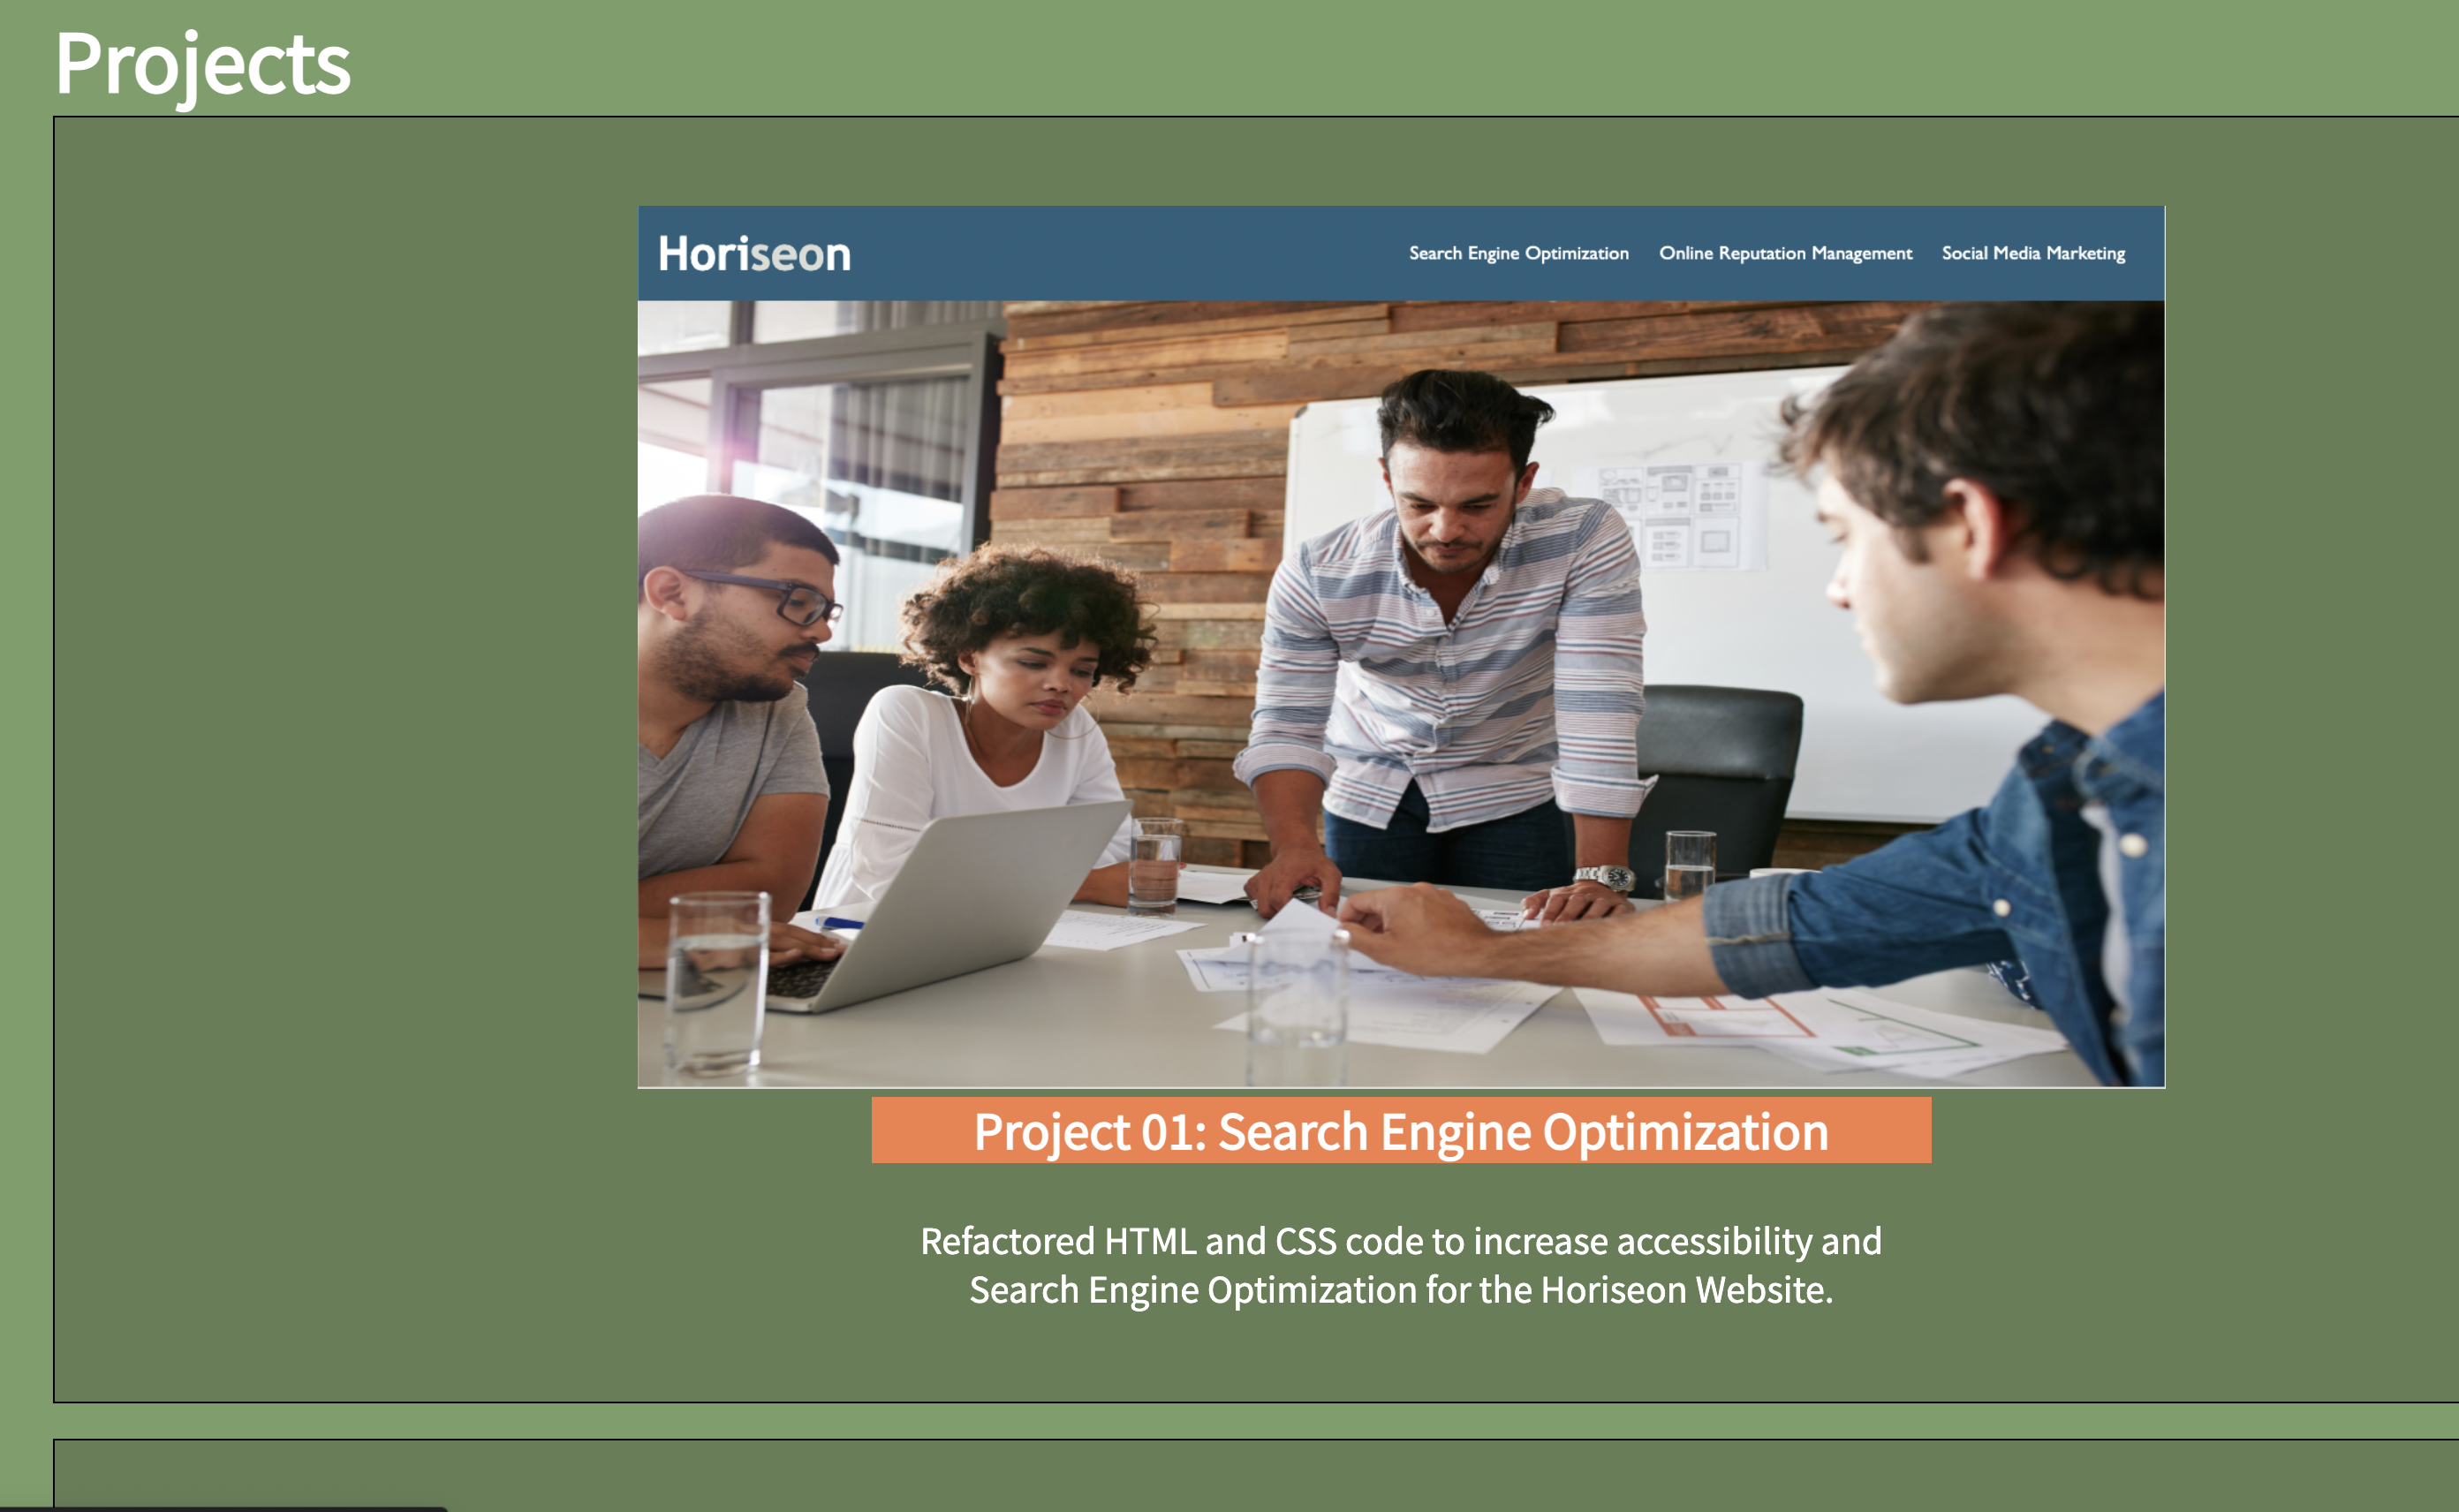 Projects
Horiseon
Search Engine Optimization Online Reputation Management Social Media Marketing
Project 01: Search Engine Optimization
Refactored HTML and CSS code to increase accessibility and
Search Engine Optimization for the Horiseon Website.